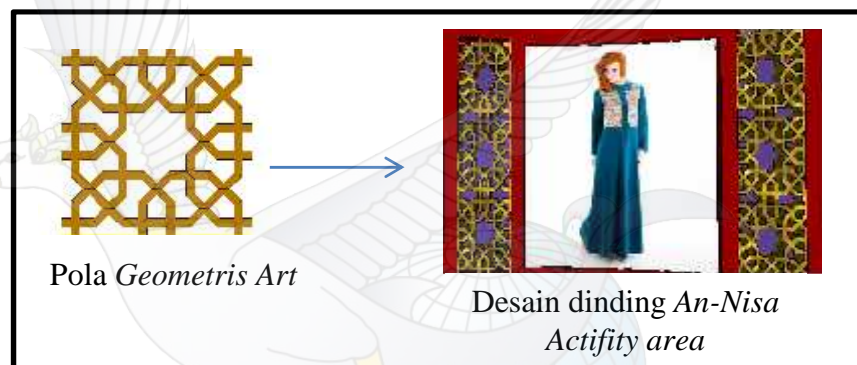 Pola Geometris Art
Desain dinding An-Nisa
Actifity area